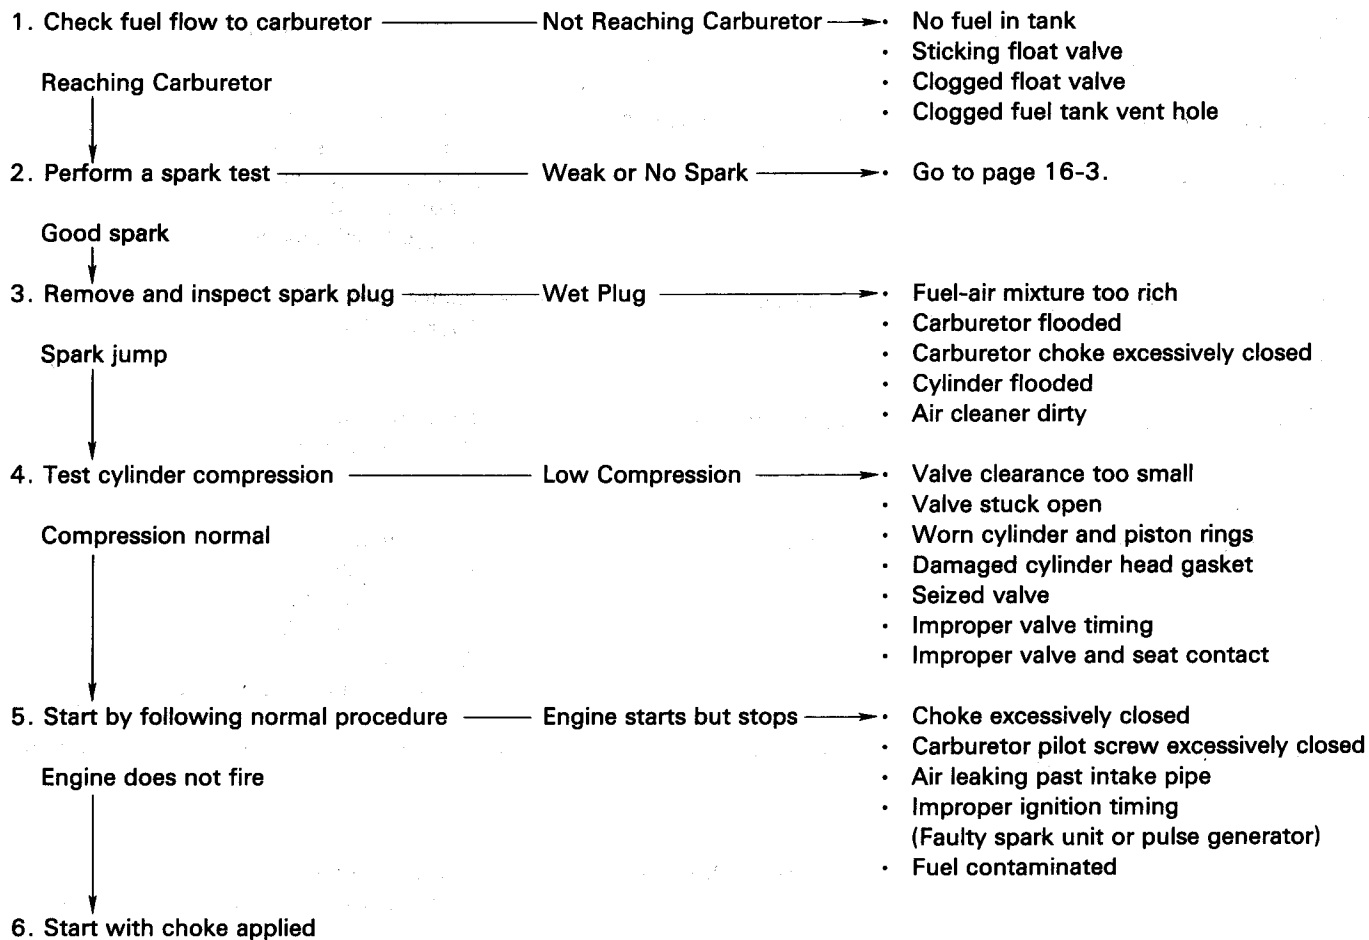 1. Check fuel flow to carburetor Not Reaching Carburetor · No fuel in tank
· Sticking float valve
Reaching Carburetor · Clogged float valve
· Clogged fuel tank vent hole
2. Perform a spark test Weak or No Spark · Go to page 16-3.
Good spark
3. Remove and inspect spark plug Wet Plug · Fuel-air mixture too rich
· Carburetor flooded
Spark jump · Carburetor choke excessively closed
· Cylinder flooded
· Air cleaner dirty
4. Test cylinder compression Low Compression · Valve clearance too small
· Valve stuck open
Compression normal · Worn cylinder and piston rings
· Damaged cylinder head gasket
· Seized valve
· Improper valve timing
· Improper valve and seat contact
5. Start by following normal procedure Engine starts but stops · Choke excessively closed
· Carburetor pilot screw excessively closed
Engine does not fire · Air leaking past intake pipe
· Improper ignition timing
(Faulty spark unit or pulse generator)
· Fuel contaminated
6. Start with choke applied